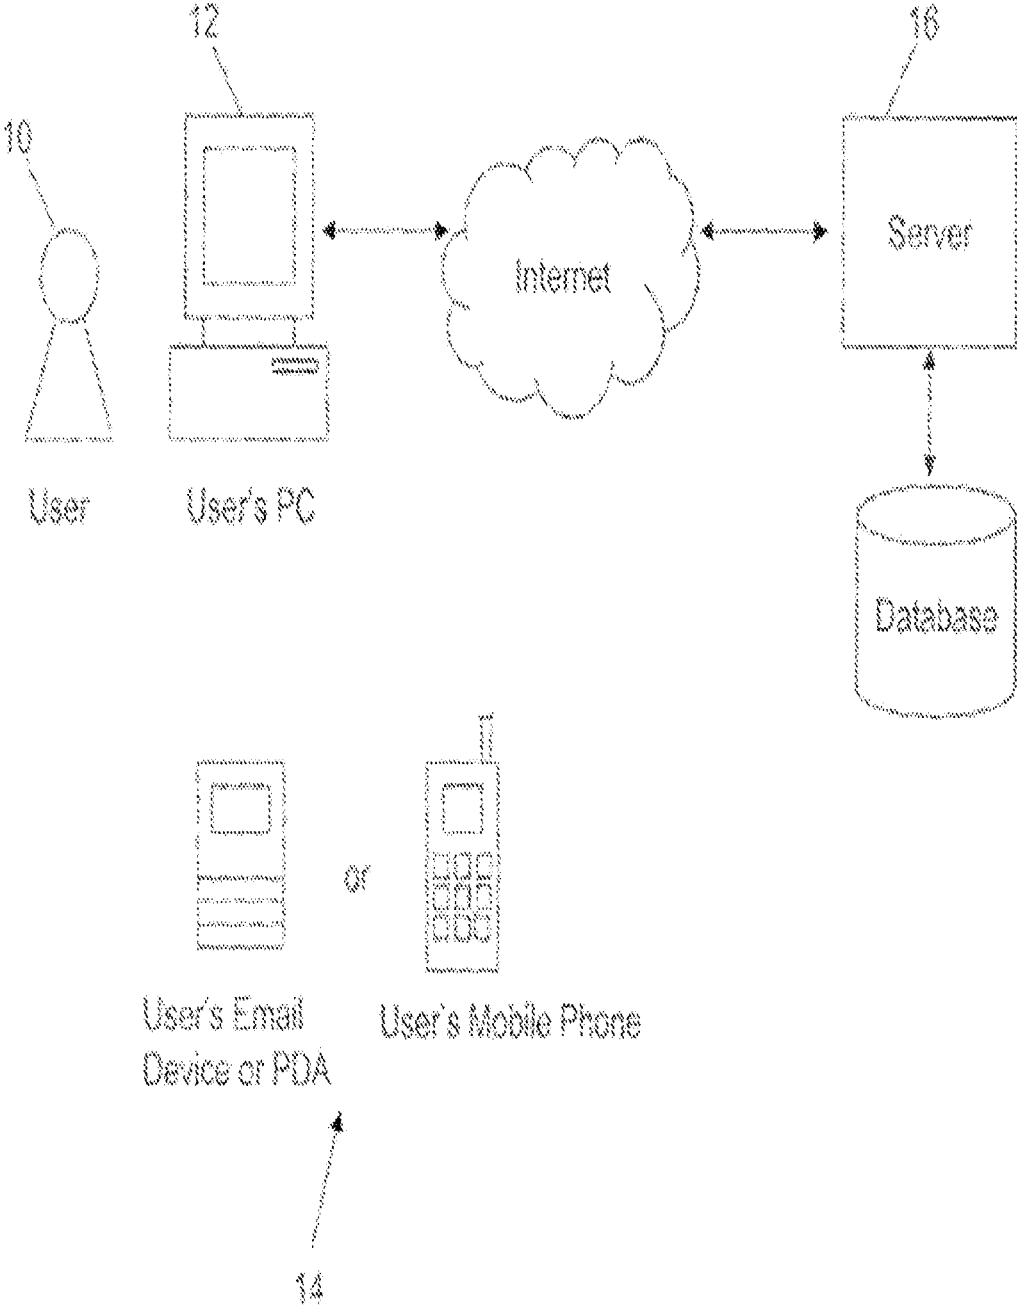 12
16
10
Server
Internet
User
User's PC
Database
or
User's Email
Device or PDA
User's Mobile Phone
14